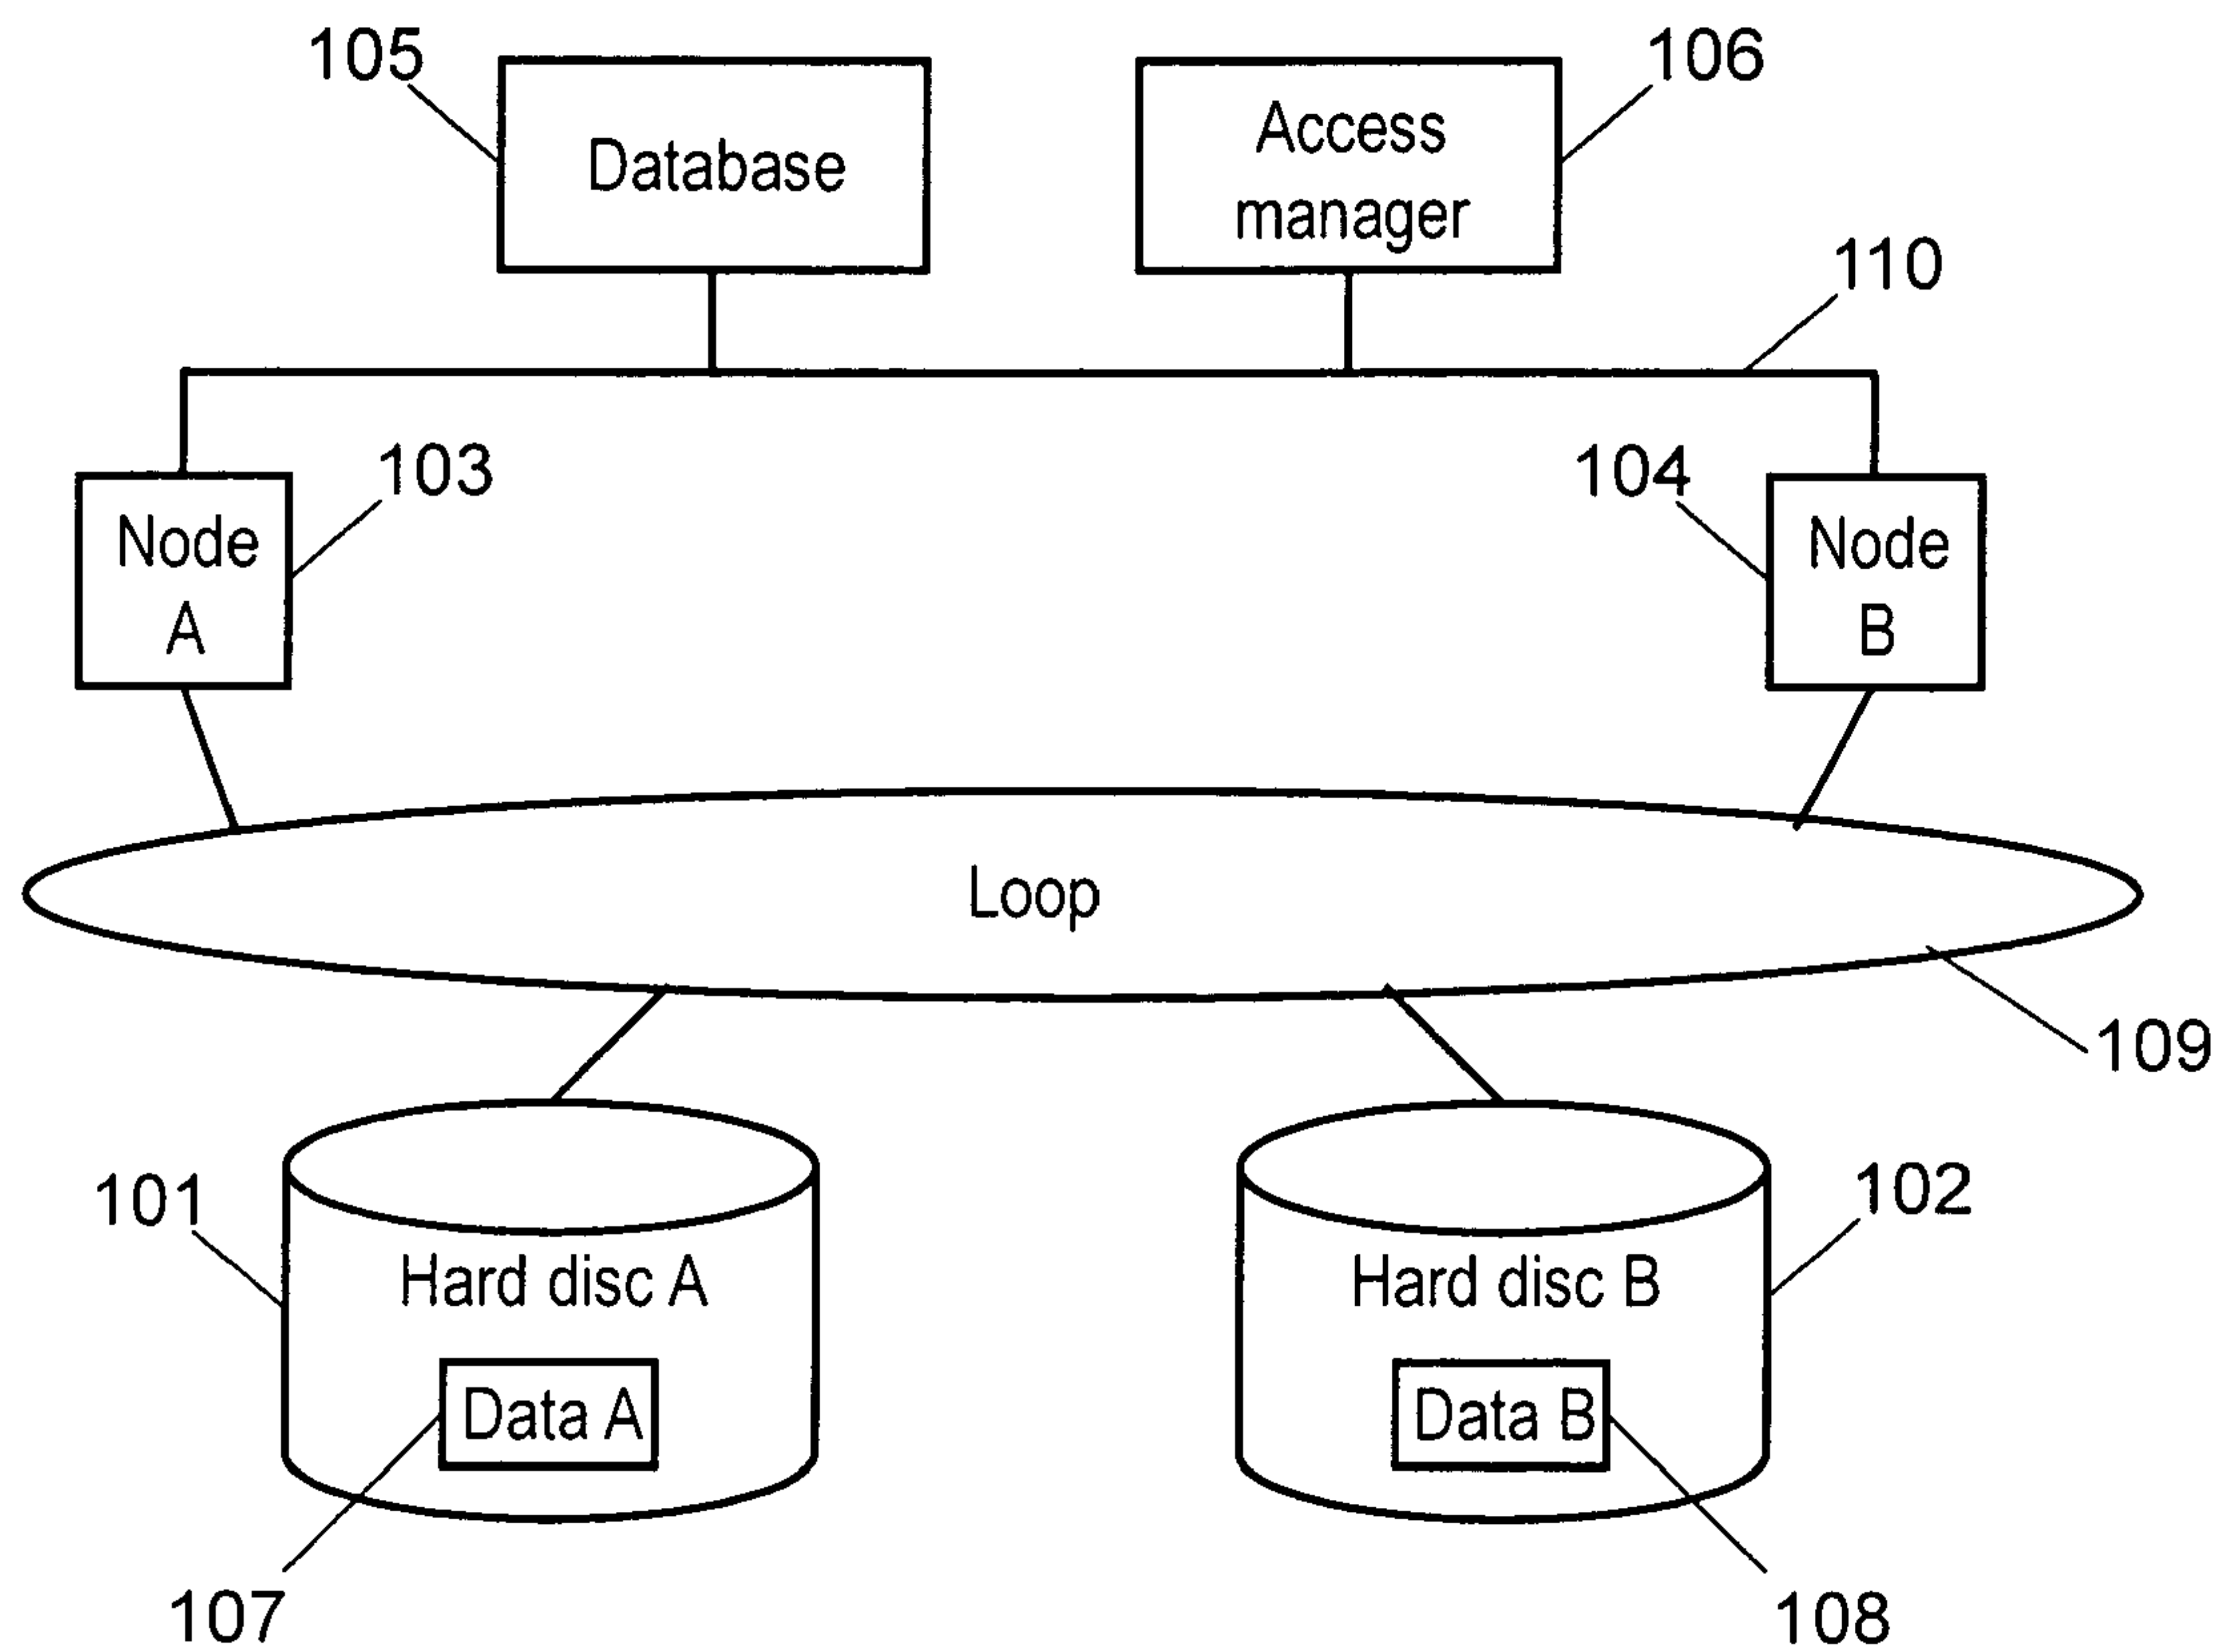 105
106
Database
Access
manager
110
103
104
Node
A
Node
B
Loop
109
101
102
Hard disc A
Hard disc B
Data A
Data B
107
108